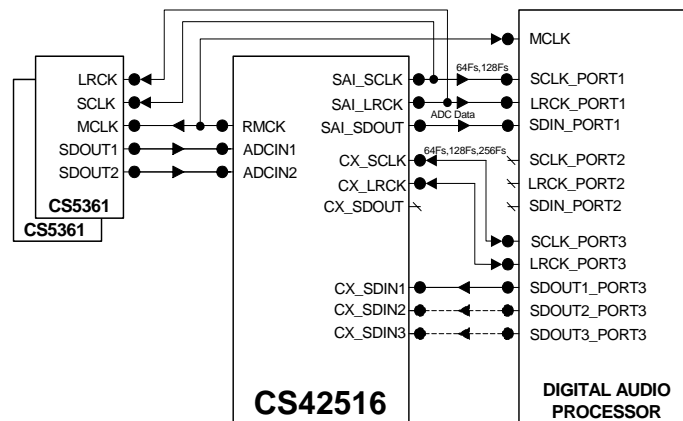 MCLK
LRCK
SCLK
MCLK
SDOUT1
SDOUT2
CS5361
CS5361
RMCK
ADCIN1
ADCIN2
SAI_SCLK
SAI_LRCK
SAI_SDOUT
CX_SCLK
CX_LRCK
CX_SDOUT
CX_SDIN1
CX_SDIN2
CX_SDIN3
CS42516
64Fs,128Fs
ADC Data
64Fs,128Fs,256Fs
SCLK_PORT1
LRCK_PORT1
SDIN_PORT1
SCLK_PORT2
LRCK_PORT2
SDIN_PORT2
SCLK_PORT3
LRCK_PORT3
SDOUT1_PORT3
SDOUT2_PORT3
SDOUT3_PORT3
DIGITAL AUDIO
PROCESSOR